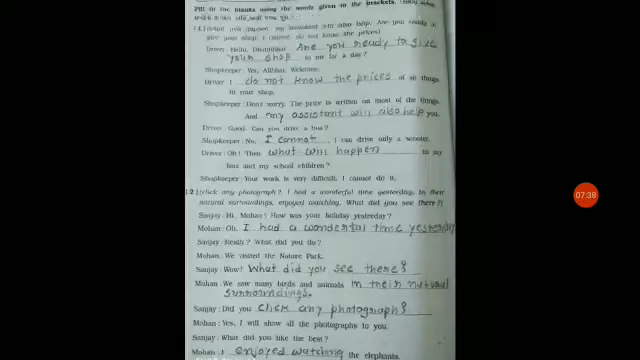 Fill in the blanks using the words given in the brackets.
(what will happen, my assistant will also help, Are you ready to
give your shop, I cannot, do not know the prices)
Driver : Hello, Dhanubhai! Are you ready to give
your shop to me for a day?
Shopkeeper : Yes, Alibhai, Welcome.
Driver : I do not know the prices of all things
in your shop.
Shopkeeper : Don't worry. The price is written on most of the things.
And my assistant will also help you.
Driver : Good. Can you drive a bus?
Shopkeeper : No, I cannot. I can drive only a scooter.
Driver : Oh! Then what will happen to my
bus and my school children?
Shopkeeper : Your work is very difficult. I cannot do it.
2 (click any photograph?, I had a wonderful time yesterday, in their
natural surroundings, enjoyed watching, What did you see there?)
Sanjay : Hi, Mohan! How was your holiday yesterday?
Mohan : Oh, I had a wonderful time yesterday
Sanjay : Really? What did you do?
Mohan : We visited the Nature Park.
Sanjay : Wow! What did you see there?
Mohan : We saw many birds and animals in their natural
surroundings.
Sanjay : Did you click any photograph?
Mohan : Yes, I will show all the photographs to you.
Sanjay : What did you like the best?
Mohan : I enjoyed watching the elephants.
07:39